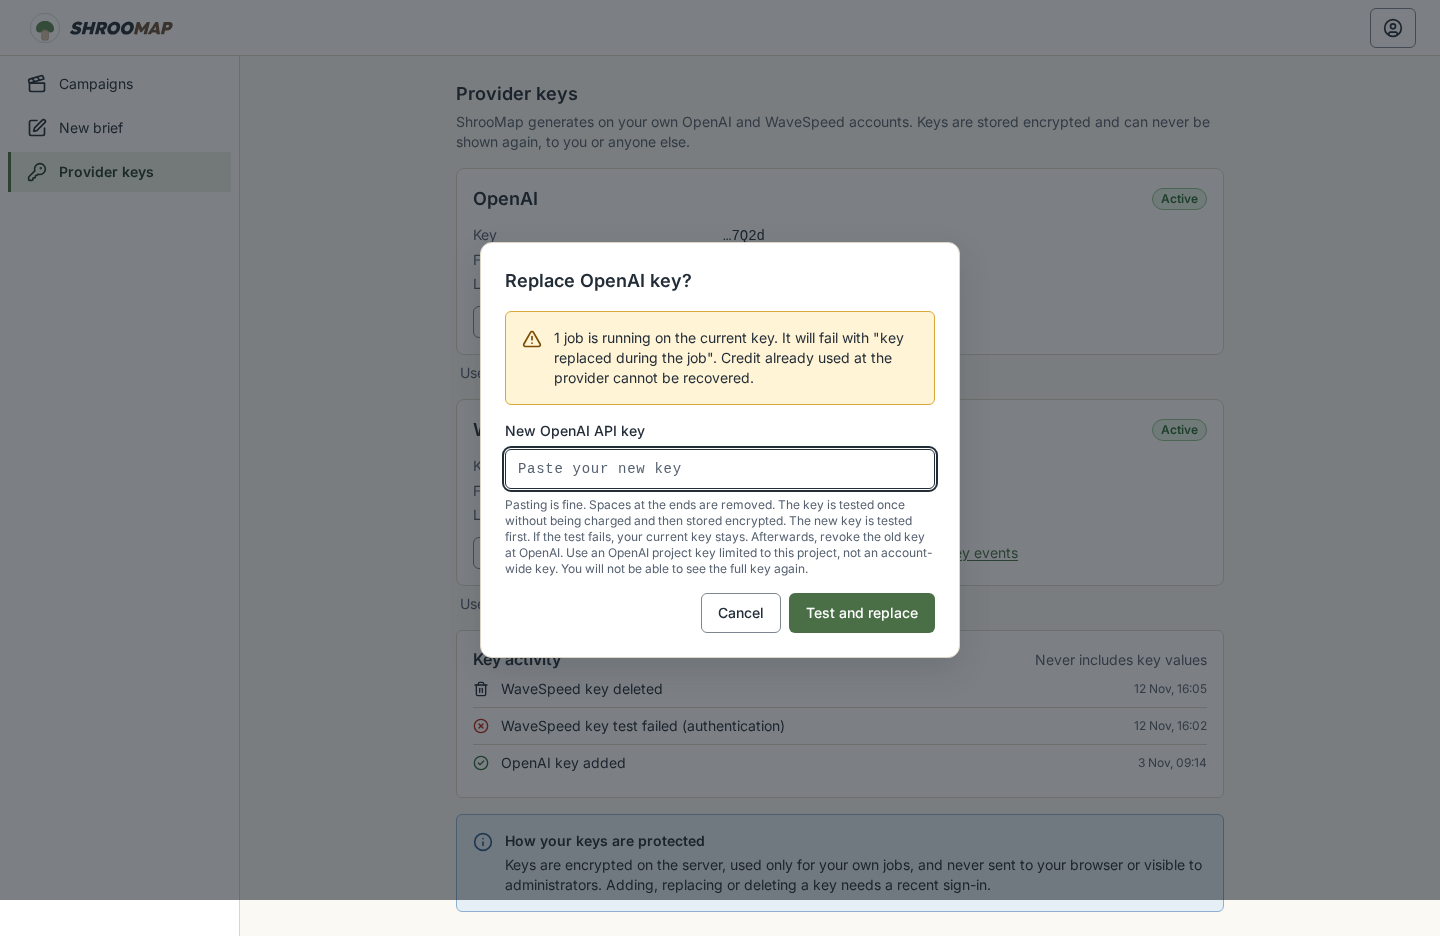 SHROOMAP
Campaigns
New brief
Provider keys
Provider keys
ShrooMap generates on your own OpenAI and WaveSpeed accounts. Keys are stored encrypted and can never be
shown again, to you or anyone else.
OpenAI
Active
Key
…7Q2d
Replace OpenAI key?
1 job is running on the current key. It will fail with "key
replaced during the job". Credit already used at the
provider cannot be recovered.
New OpenAI API key
Paste your new key
Pasting is fine. Spaces at the ends are removed. The key is tested once
without being charged and then stored encrypted. The new key is tested
first. If the test fails, your current key stays. Afterwards, revoke the old key
at OpenAI. Use an OpenAI project key limited to this project, not an account-
wide key. You will not be able to see the full key again.
Cancel
Test and replace
Active
events
Key activity
Never includes key values
WaveSpeed key deleted
12 Nov, 16:05
WaveSpeed key test failed (authentication)
12 Nov, 16:02
OpenAI key added
3 Nov, 09:14
How your keys are protected
Keys are encrypted on the server, used only for your own jobs, and never sent to your browser or visible to
administrators. Adding, replacing or deleting a key needs a recent sign-in.